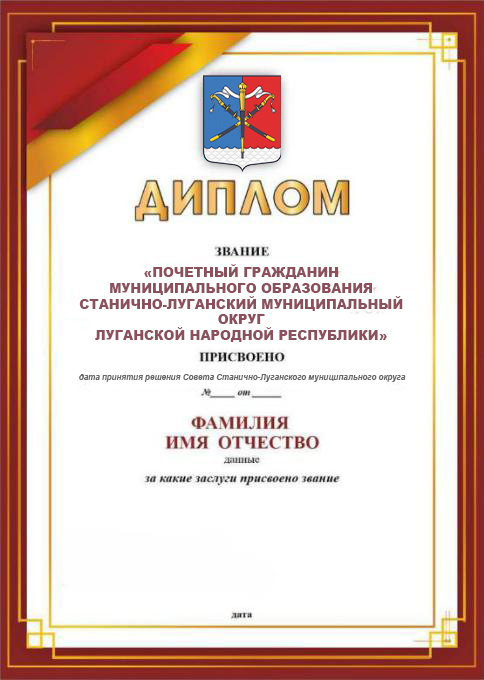 ДИПЛОМ
ЗВАНИЕ
«ПОЧЕТНЫЙ ГРАЖДАНИН
МУНИЦИПАЛЬНОГО ОБРАЗОВАНИЯ
СТАНИЧНО-ЛУГАНСКИЙ МУНИЦИПАЛЬНЫЙ
ОКРУГ
ЛУГАНСКОЙ НАРОДНОЙ РЕСПУБЛИКИ»
ПРИСВОЕНО
дата принятия решения Совета Станично-Луганского муниципального округа
№_____ от ______
ФАМИЛИЯ
ИМЯ ОТЧЕСТВО
данные
за какие заслуги присвоено звание
дата